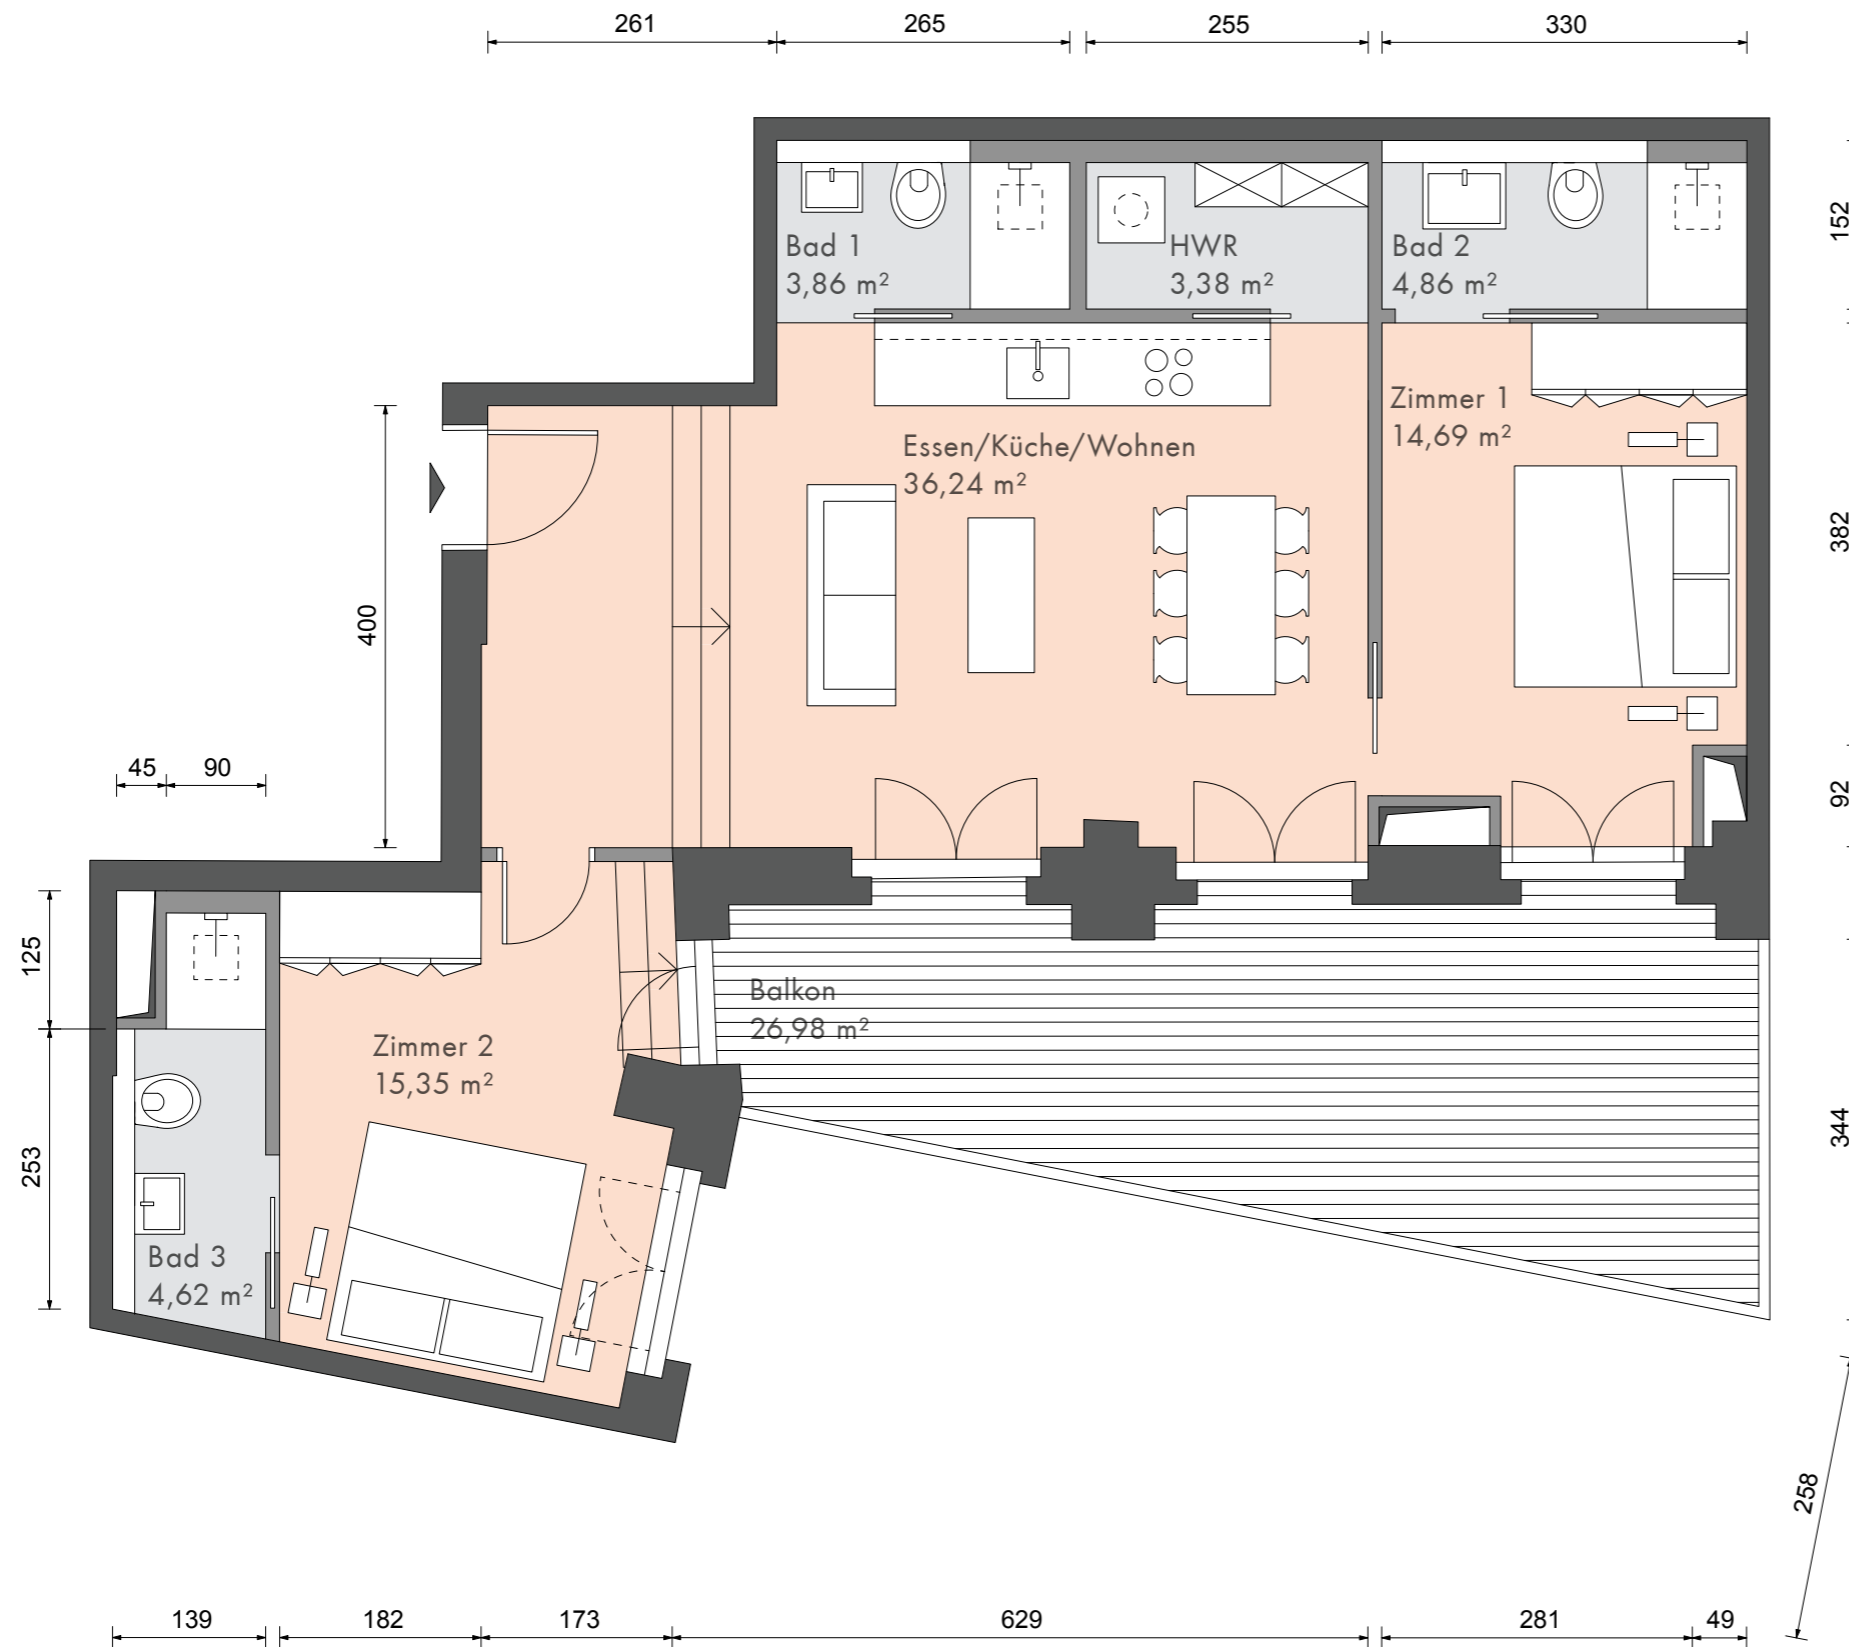 261
265
255
330
152
Bad 1
3,86 m²
HWR
3,38 m²
Bad 2
4,86 m²
Zimmer 1
14,69 m²
Essen/Küche/Wohnen
36,24 m²
382
400
45
90
92
125
Balkon
26,98 m²
Zimmer 2
15,35 m²
344
253
Bad 3
4,62 m²
258
139
182
173
629
281
49